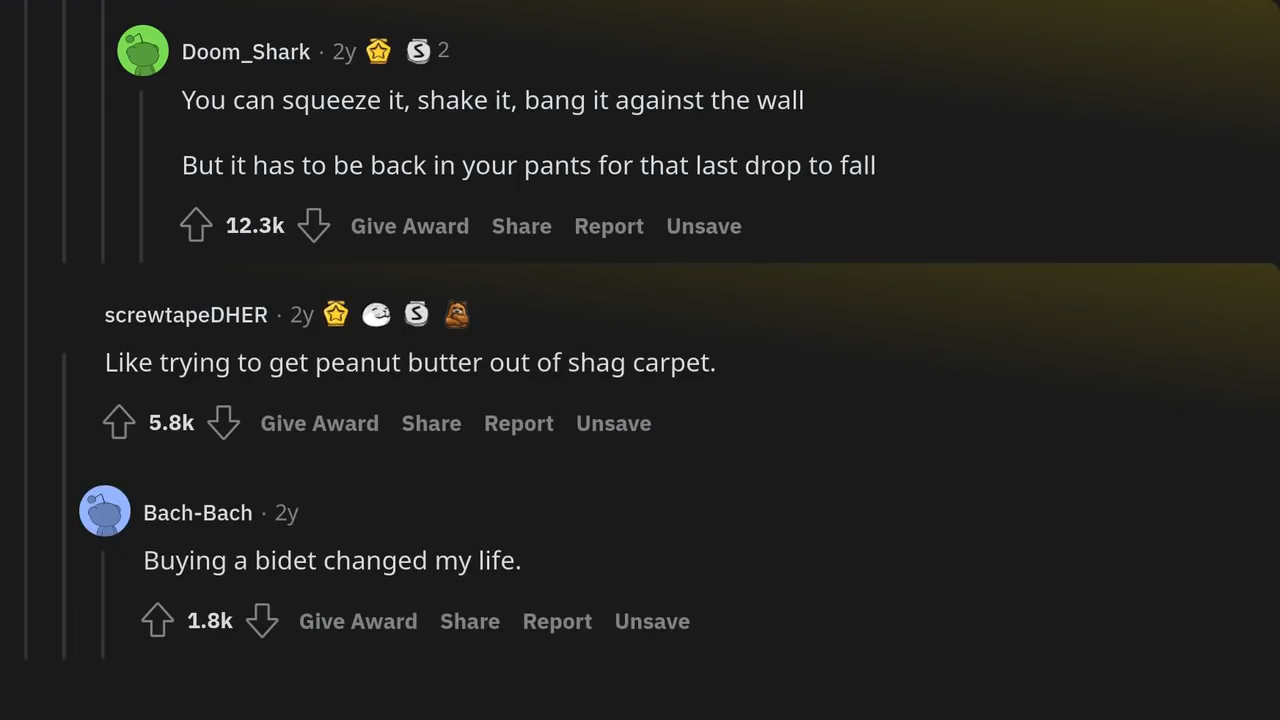 Doom_Shark · 2y 2
You can squeeze it, shake it, bang it against the wall
But it has to be back in your pants for that last drop to fall
12.3k Give Award Share Report Unsave
screwtapeDHER · 2y
Like trying to get peanut butter out of shag carpet.
5.8k Give Award Share Report Unsave
Bach-Bach · 2y
Buying a bidet changed my life.
1.8k Give Award Share Report Unsave